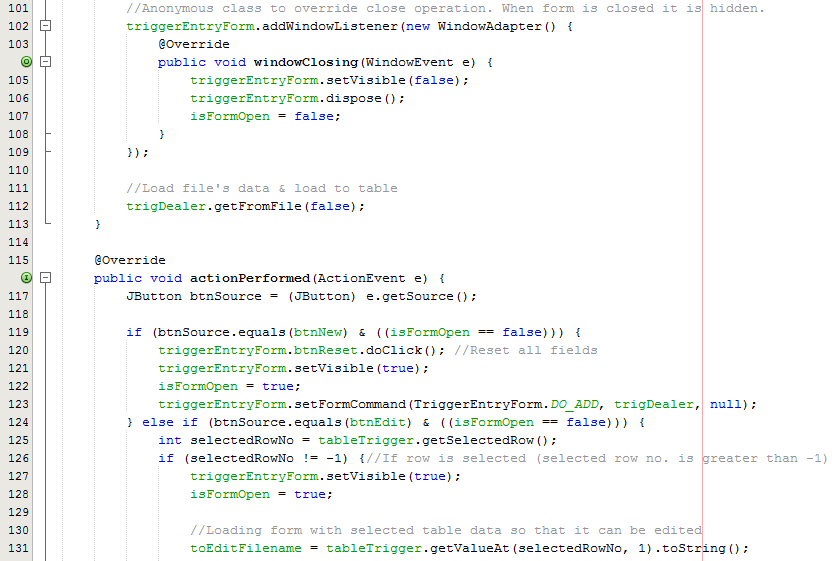 101 //Anonymous class to override close operation. When form is closed it is hidden.
102 triggerEntryForm.addWindowListener(new WindowAdapter() {
103 @Override
public void windowClosing(WindowEvent e) {
105 triggerEntryForm.setVisible(false);
106 triggerEntryForm.dispose();
107 isFormOpen = false;
108 }
109 });
110
111 //Load file's data & load to table
112 trigDealer.getFromFile(false);
113 }
114
115 @Override
public void actionPerformed(ActionEvent e) {
117 JButton btnSource = (JButton) e.getSource();
118
119 if (btnSource.equals(btnNew) & ((isFormOpen == false))) {
120 triggerEntryForm.btnReset.doClick(); //Reset all fields
121 triggerEntryForm.setVisible(true);
122 isFormOpen = true;
123 triggerEntryForm.setFormCommand(TriggerEntryForm.DO_ADD, trigDealer, null);
124 } else if (btnSource.equals(btnEdit) & ((isFormOpen == false))) {
125 int selectedRowNo = tableTrigger.getSelectedRow();
126 if (selectedRowNo != -1) {//If row is selected (selected row no. is greater than -1)
127 triggerEntryForm.setVisible(true);
128 isFormOpen = true;
129
130 //Loading form with selected table data so that it can be edited
131 toEditFilename = tableTrigger.getValueAt(selectedRowNo, 1).toString();